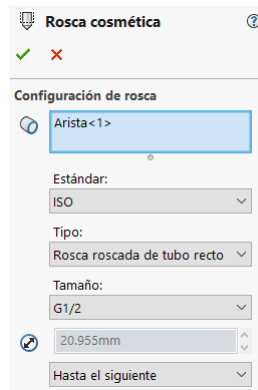 Rosca cosmética
Configuración de rosca
Arista<1>
Estándar:
ISO
Tipo:
Rosca roscada de tubo recto
Tamaño:
G1/2
20.955mm
Hasta el siguiente